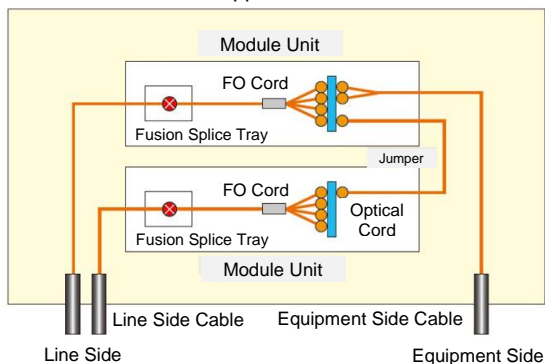 Module Unit
FO Cord
Fusion Splice Tray
Jumper
FO Cord
Optical
Cord
Fusion Splice Tray
Module Unit
Line Side Cable
Equipment Side Cable
Line Side
Equipment Side